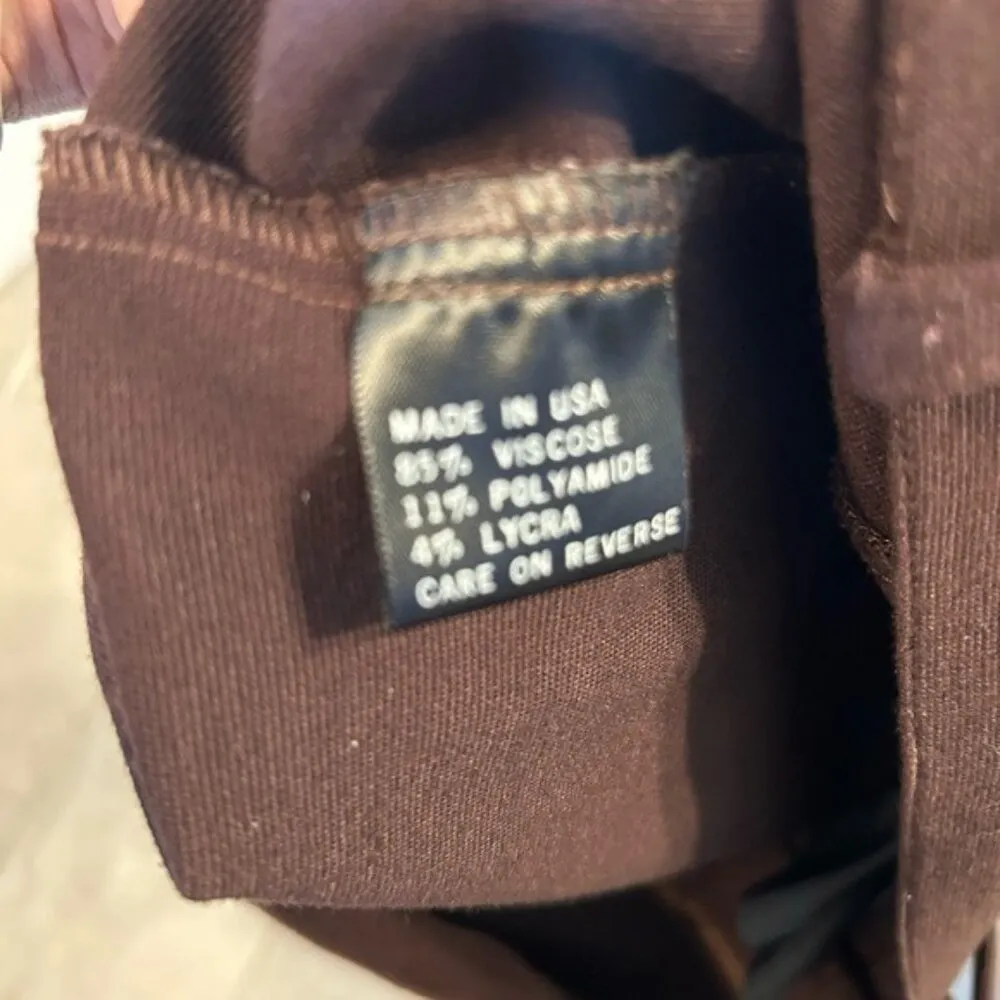 MADE IN USA
85% VISCOSE
11% POLYAMIDE
4% LYCRA
CARE ON REVERSE